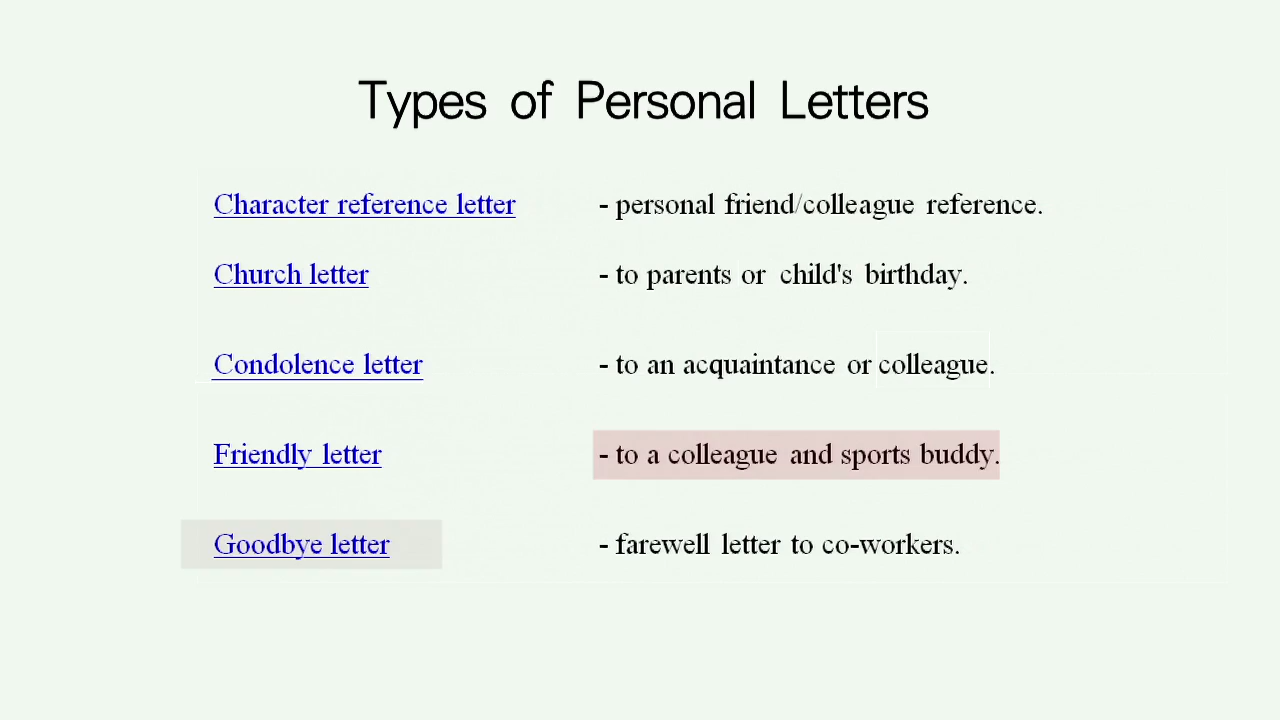 Types of Personal Letters
Character reference letter - personal friend/colleague reference.
Church letter - to parents or child's birthday.
Condolence letter - to an acquaintance or colleague.
Friendly letter - to a colleague and sports buddy.
Goodbye letter - farewell letter to co-workers.